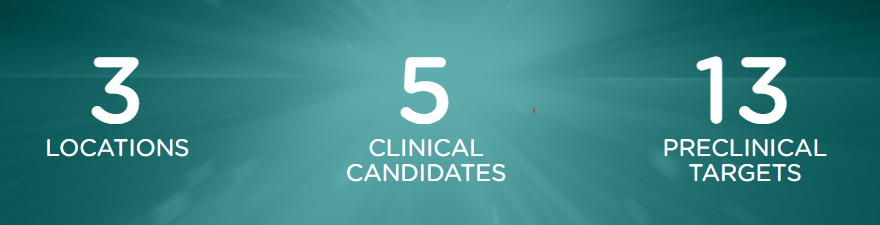 3
LOCATIONS
5
CLINICAL
CANDIDATES
13
PRECLINICAL
TARGETS